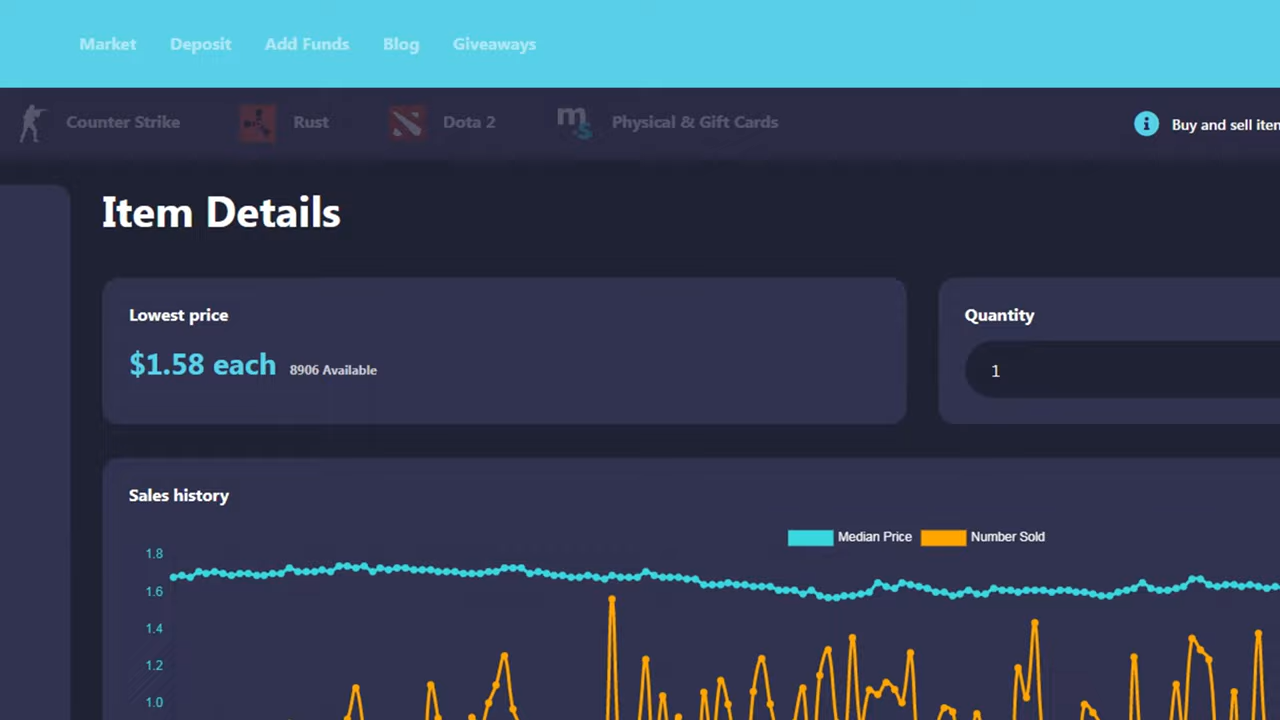 Market Deposit Add Funds Blog Giveaways
Counter Strike Rust Dota 2 Physical & Gift Cards
Buy and sell
Item Details
Lowest price
$1.58 each 8906 Available
Quantity
1
Sales history
Median Price Number Sold
1.8
1.6
1.4
1.2
1.0